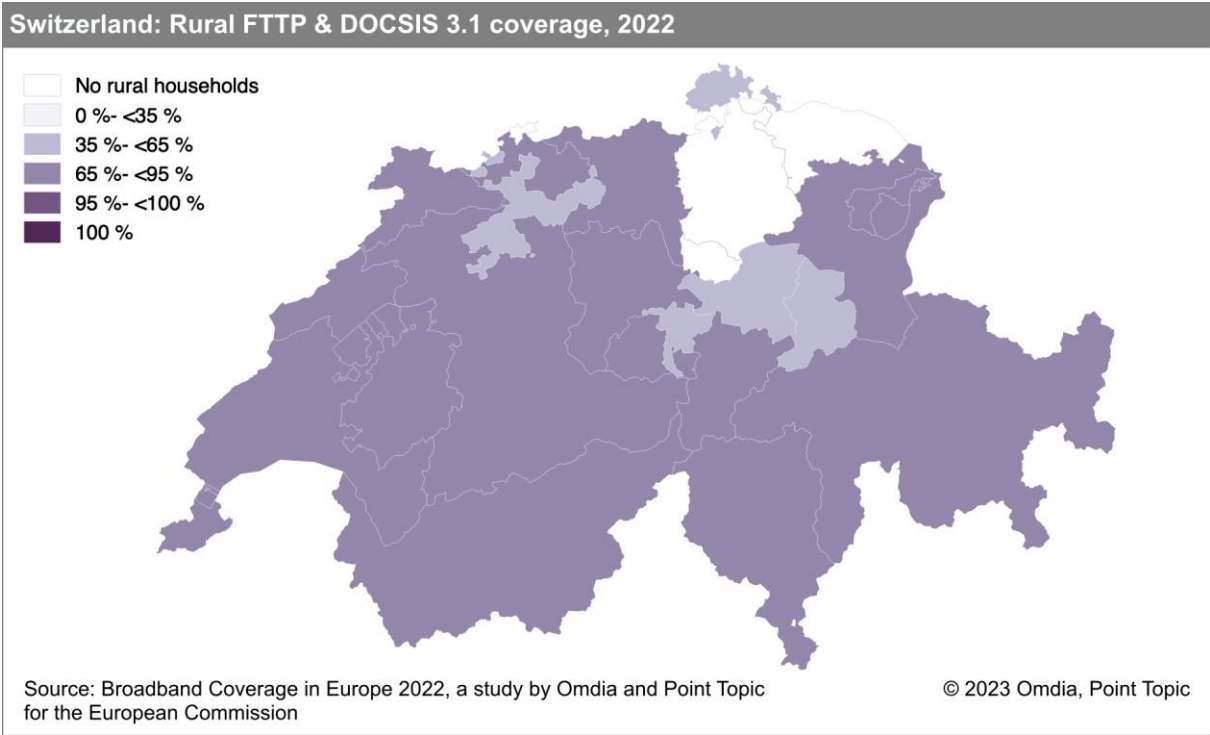 Switzerland: Rural FTTP & DOCSIS 3.1 coverage, 2022
No rural households
0 %- <35 %
35 %- <65 %
65 %- <95 %
95 %- <100 %
100 %
Source: Broadband Coverage in Europe 2022, a study by Omdia and Point Topic
for the European Commission
© 2023 Omdia, Point Topic